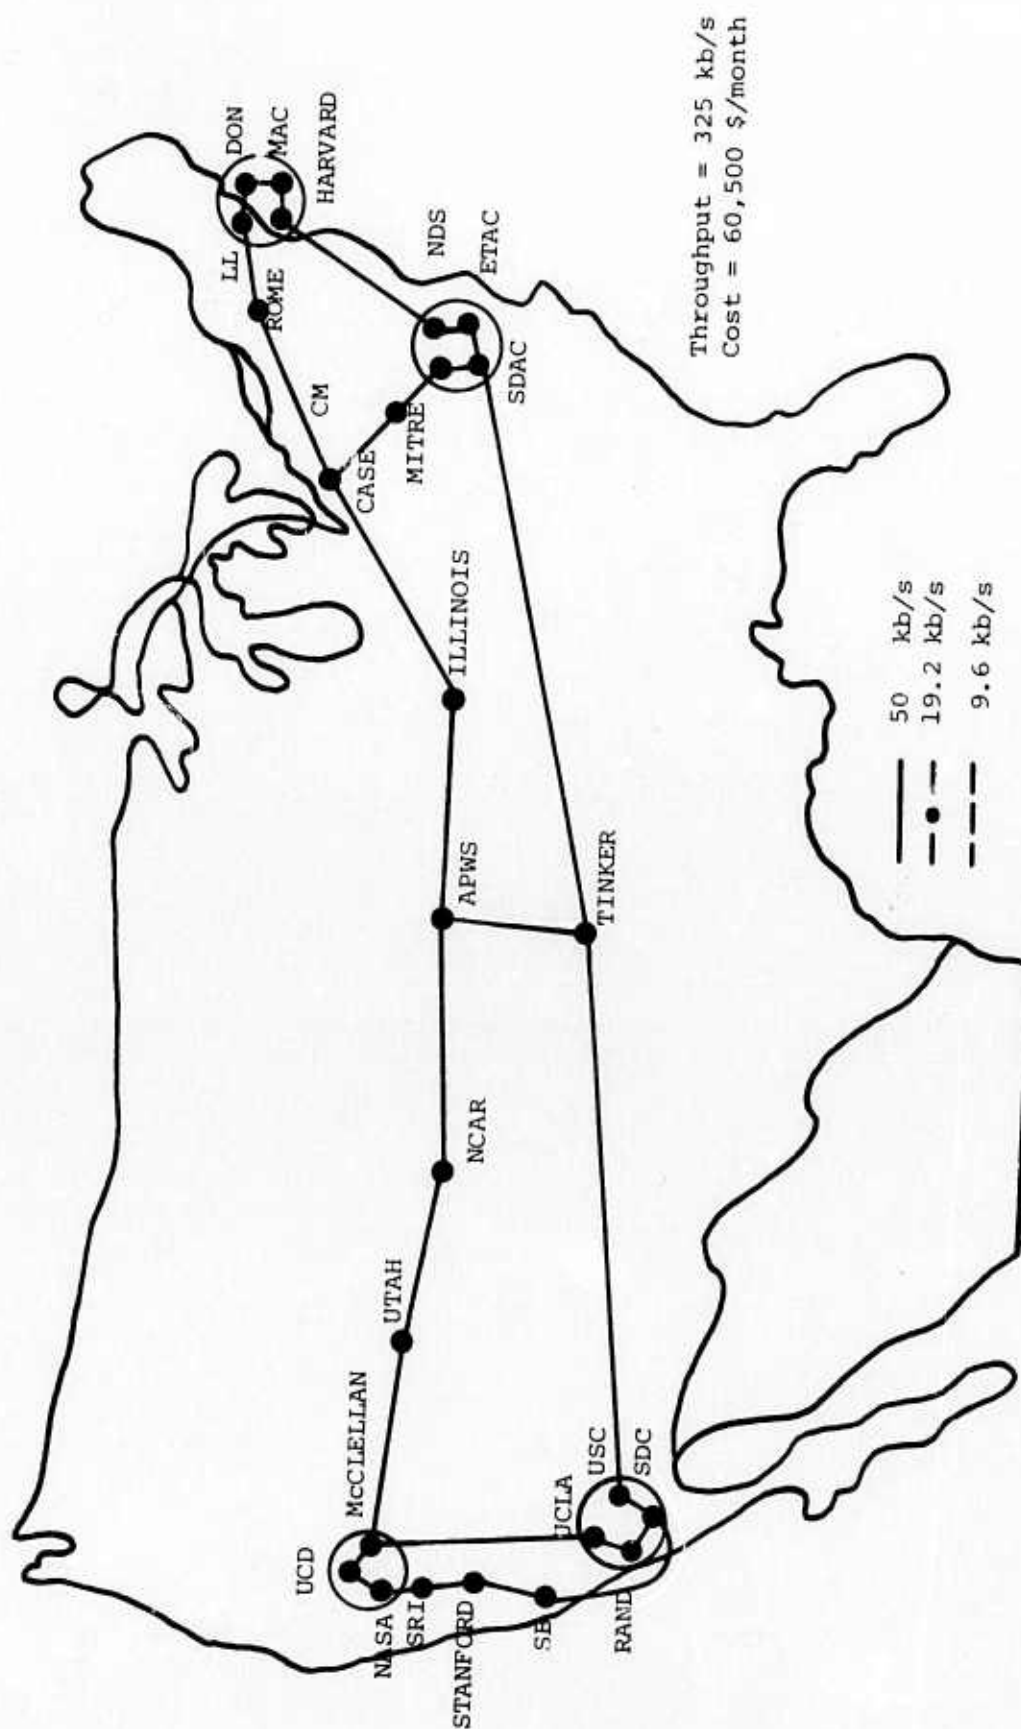 UCD
McCLELLAN
NASA
SRI
STANFORD
SB
RAND
UCLA
USC
SDC
UTAH
NCAR
APWS
TINKER
ILLINOIS
CASE
CM
MITRE
ROME
LL
DON
MAC
HARVARD
NDS
ETAC
SDAC
Throughput = 325 kb/s
Cost = 60,500 $/month
50 kb/s
19.2 kb/s
9.6 kb/s